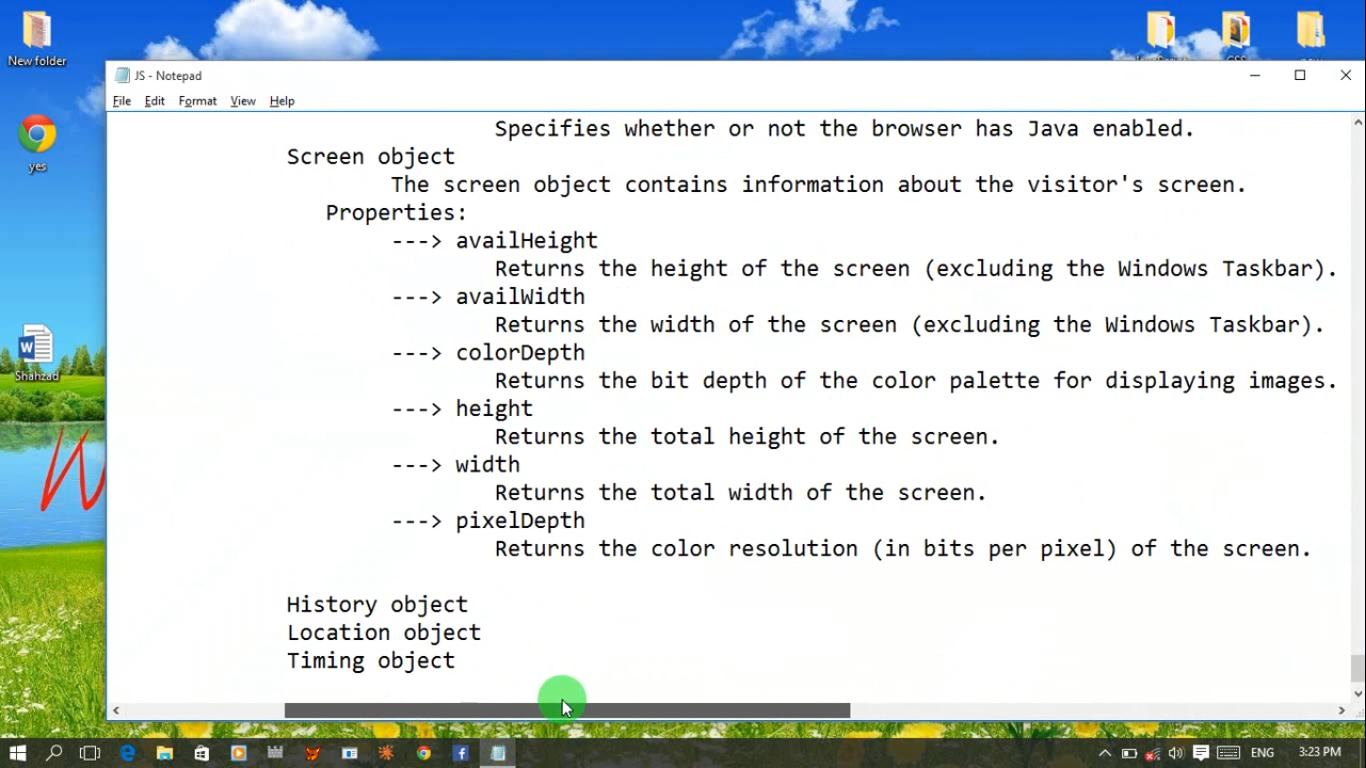 New folder
yes
Shahzad
JS - Notepad
File Edit Format View Help
Specifies whether or not the browser has Java enabled.
Screen object
The screen object contains information about the visitor's screen.
Properties:
---> availHeight
Returns the height of the screen (excluding the Windows Taskbar).
---> availWidth
Returns the width of the screen (excluding the Windows Taskbar).
---> colorDepth
Returns the bit depth of the color palette for displaying images.
---> height
Returns the total height of the screen.
---> width
Returns the total width of the screen.
---> pixelDepth
Returns the color resolution (in bits per pixel) of the screen.
History object
Location object
Timing object
ENG 3:23 PM